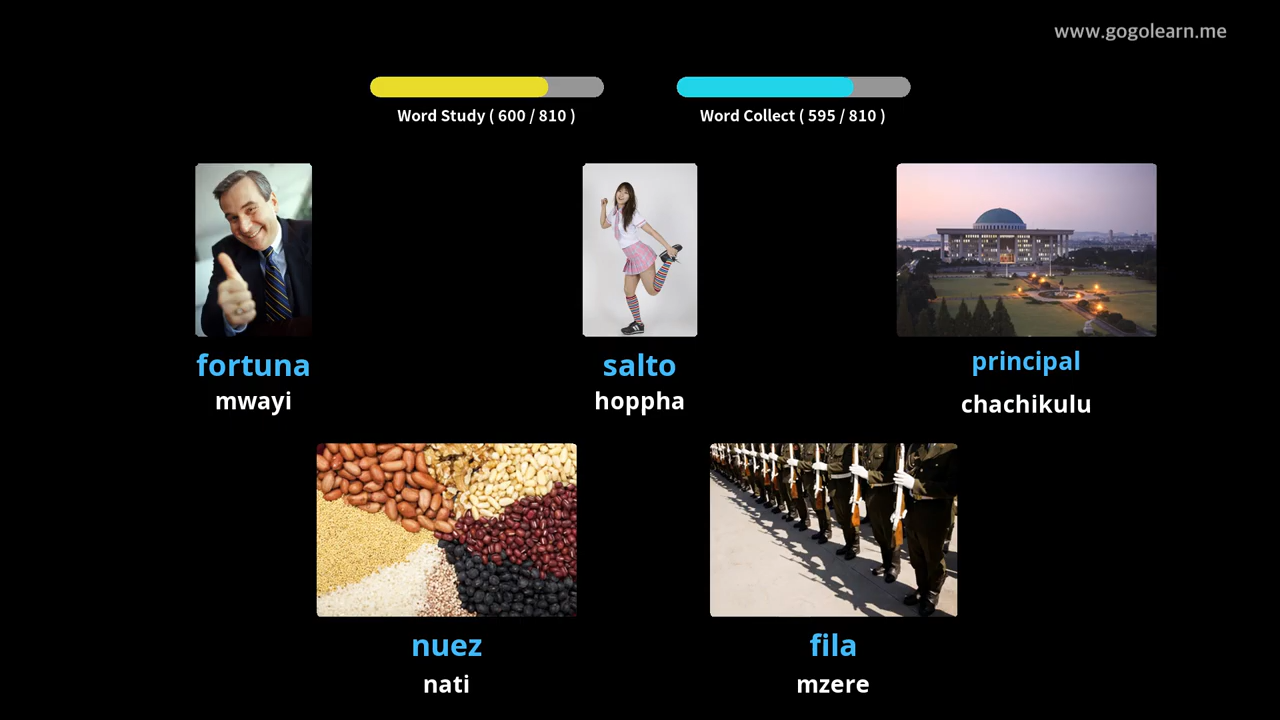 www.gogolearn.me
Word Study ( 600 / 810 )
Word Collect ( 595 / 810 )
fortuna
mwayi
salto
hoppha
principal
chachikulu
nuez
nati
fila
mzere